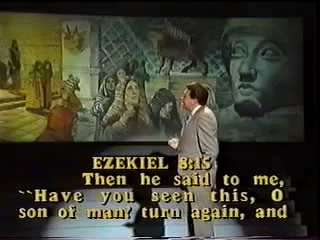 EZEKIEL 8:15
Then he said to me,
``Have you seen this, O
son of man? turn again, and